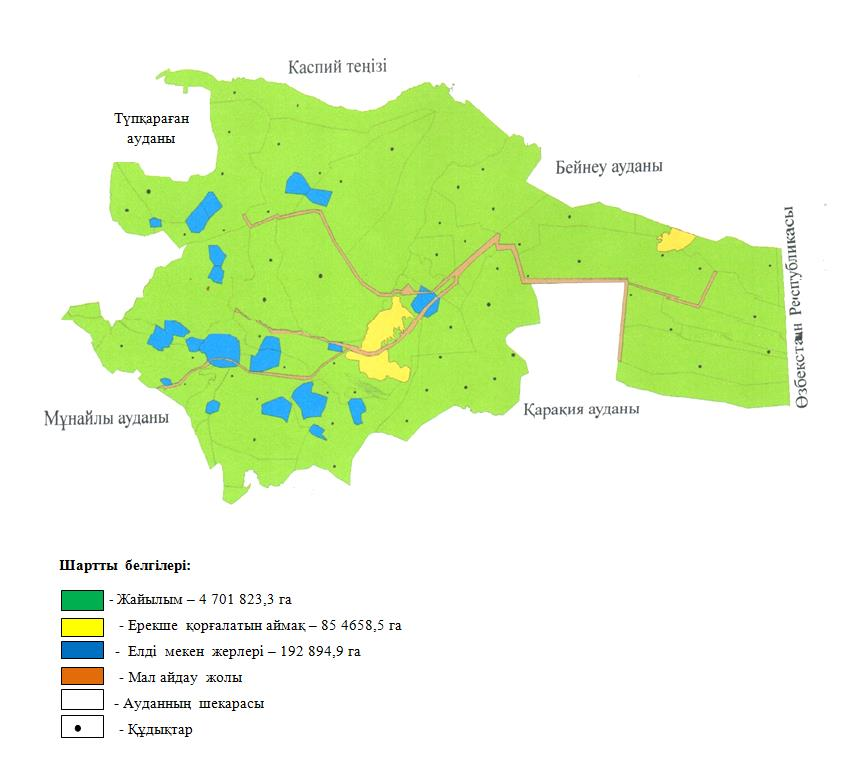 Каспий теңізі
Түпқараған
ауданы
Бейнеу ауданы
Өзбекстан Республикасы
Мұнайлы ауданы
Қарақия ауданы
Шартты белгілері:
- Жайылым – 4 701 823,3 га
- Ерекше қорғалатын аймақ – 85 4658,5 га
- Елді мекен жерлері – 192 894,9 га
- Мал айдау жолы
- Ауданның шекарасы
- Құдықтар